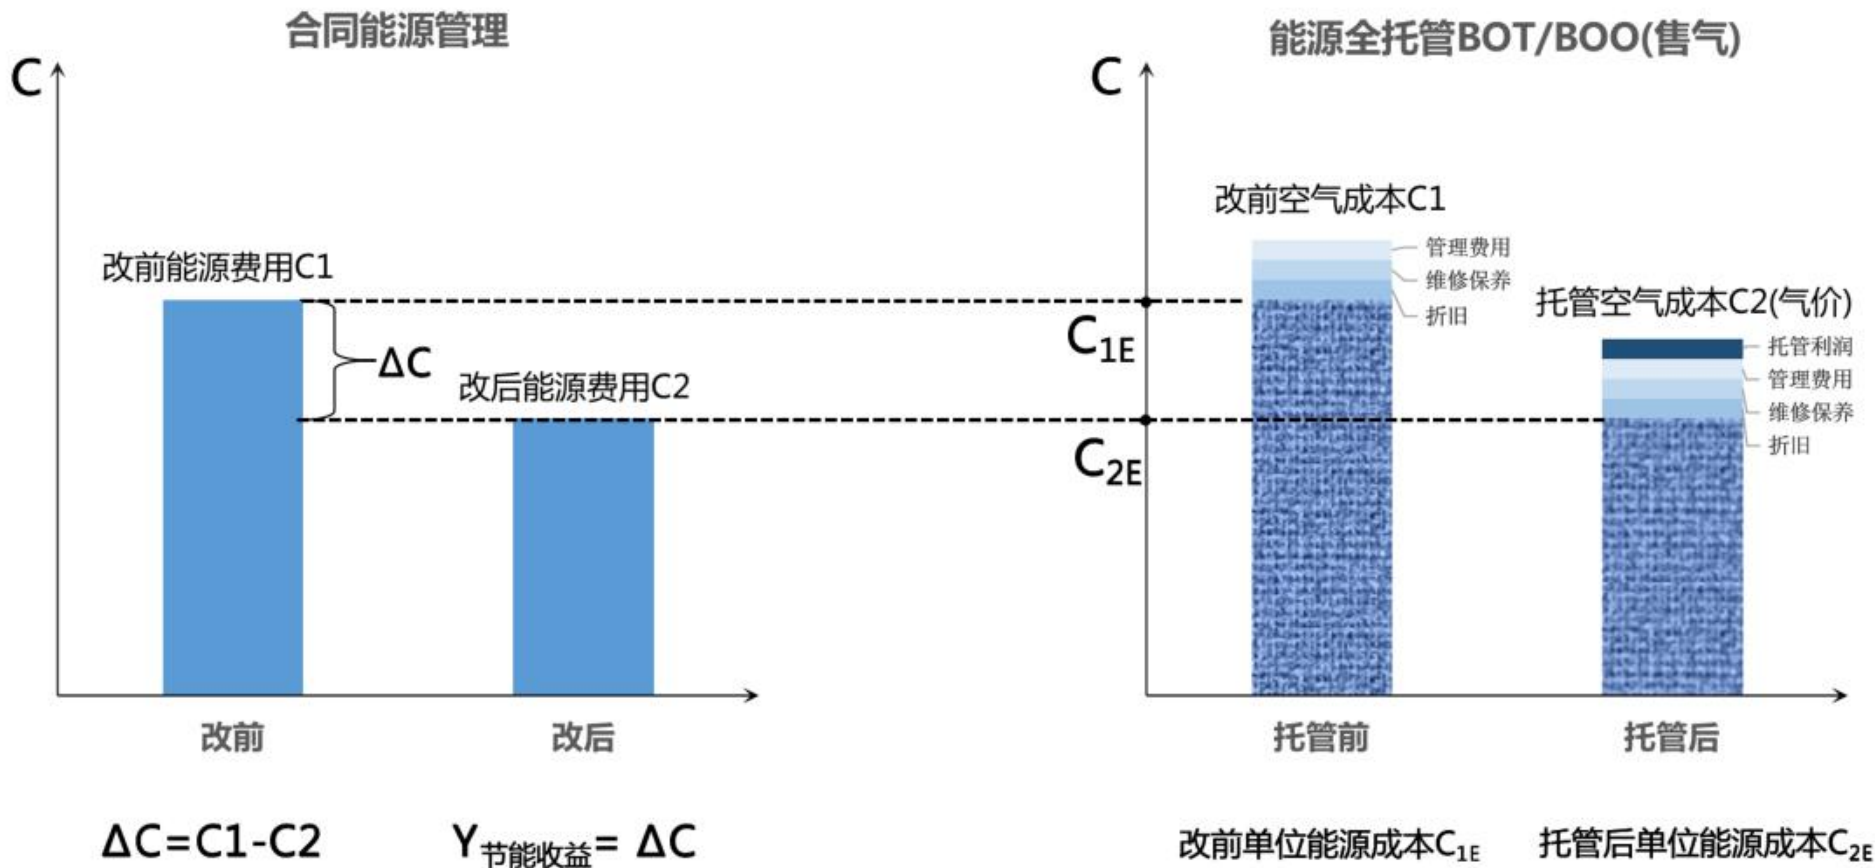 合同能源管理
C
改前能源费用C1
ΔC
改后能源费用C2
改前
改后
ΔC=C1-C2
Y节能收益= ΔC
能源全托管BOT/BOO(售气)
C
改前空气成本C1
管理费用
维修保养
折旧
C1E
C2E
托管空气成本C2(气价)
托管利润
管理费用
维修保养
折旧
托管前
托管后
改前单位能源成本C1E
托管后单位能源成本C2E